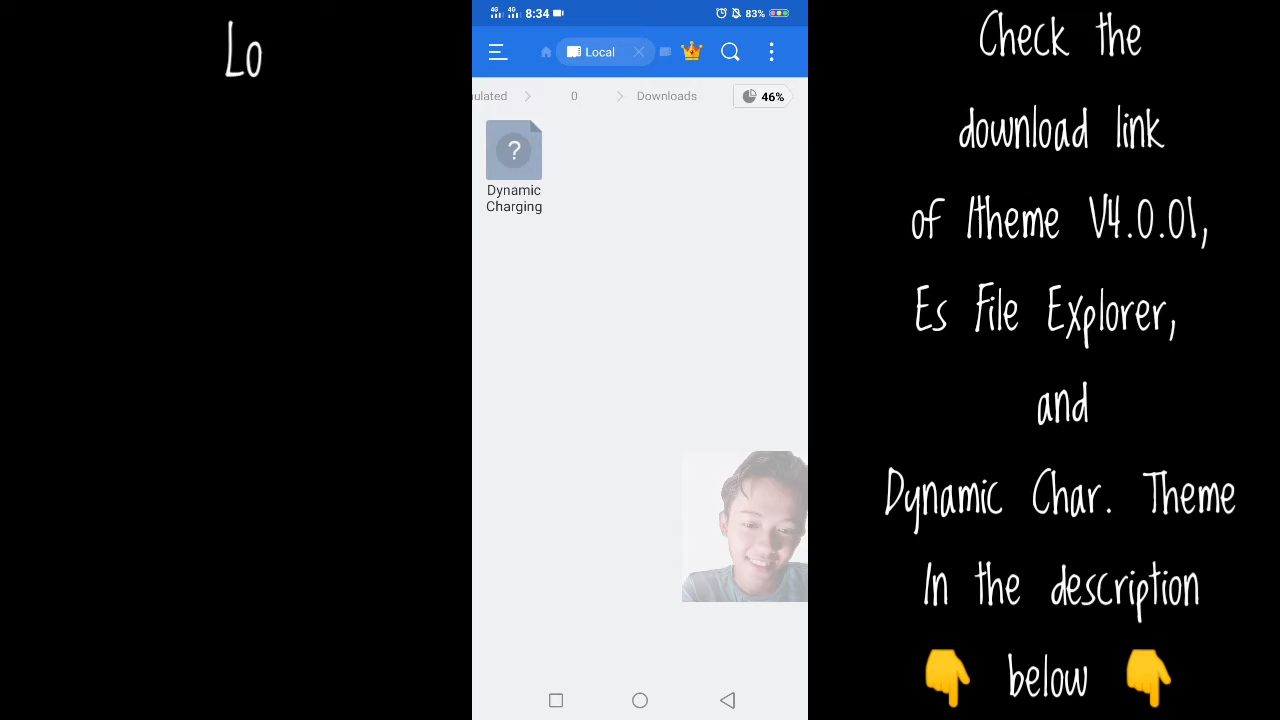 Lo
8:34
83%
Local
ulated
0
Downloads
46%
?
Dynamic
Charging
Check the
download link
of Itheme V4.0.01,
Es File Explorer,
and
Dynamic Char. Theme
In the description
below